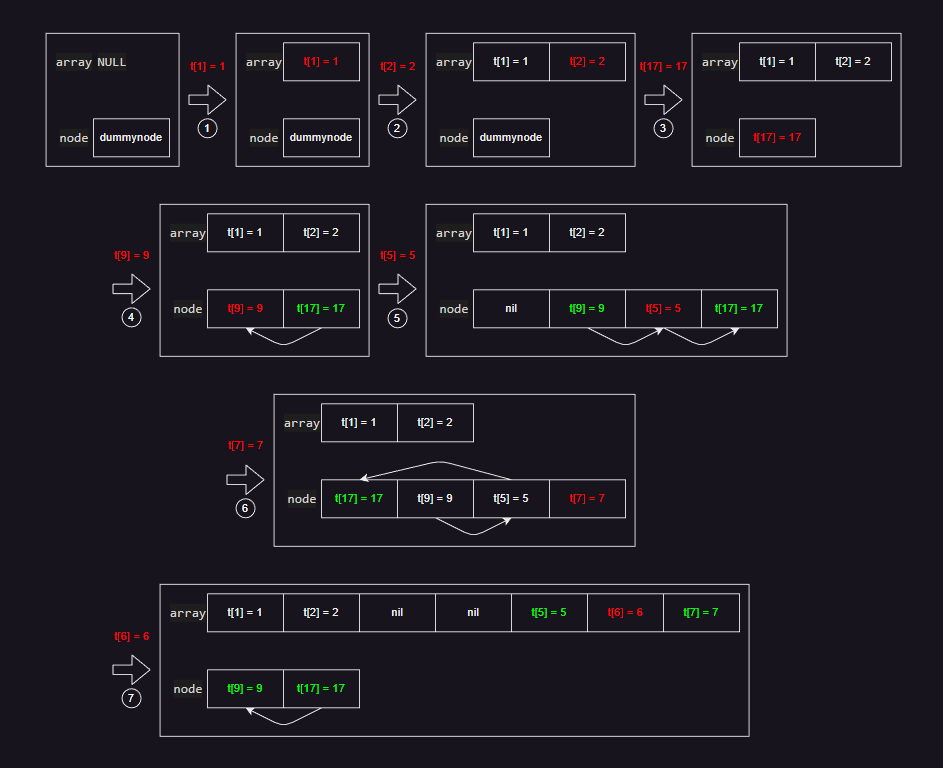 array NULL
node dummynode
t[1] = 1
1
array t[1] = 1
node dummynode
t[2] = 2
2
array t[1] = 1 t[2] = 2
node dummynode
t[17] = 17
3
array t[1] = 1 t[2] = 2
node t[17] = 17
t[9] = 9
4
array t[1] = 1 t[2] = 2
node t[9] = 9 t[17] = 17
t[5] = 5
5
array t[1] = 1 t[2] = 2
node nil t[9] = 9 t[5] = 5 t[17] = 17
t[7] = 7
6
array t[1] = 1 t[2] = 2
node t[17] = 17 t[9] = 9 t[5] = 5 t[7] = 7
t[6] = 6
7
array t[1] = 1 t[2] = 2 nil nil t[5] = 5 t[6] = 6 t[7] = 7
node t[9] = 9 t[17] = 17